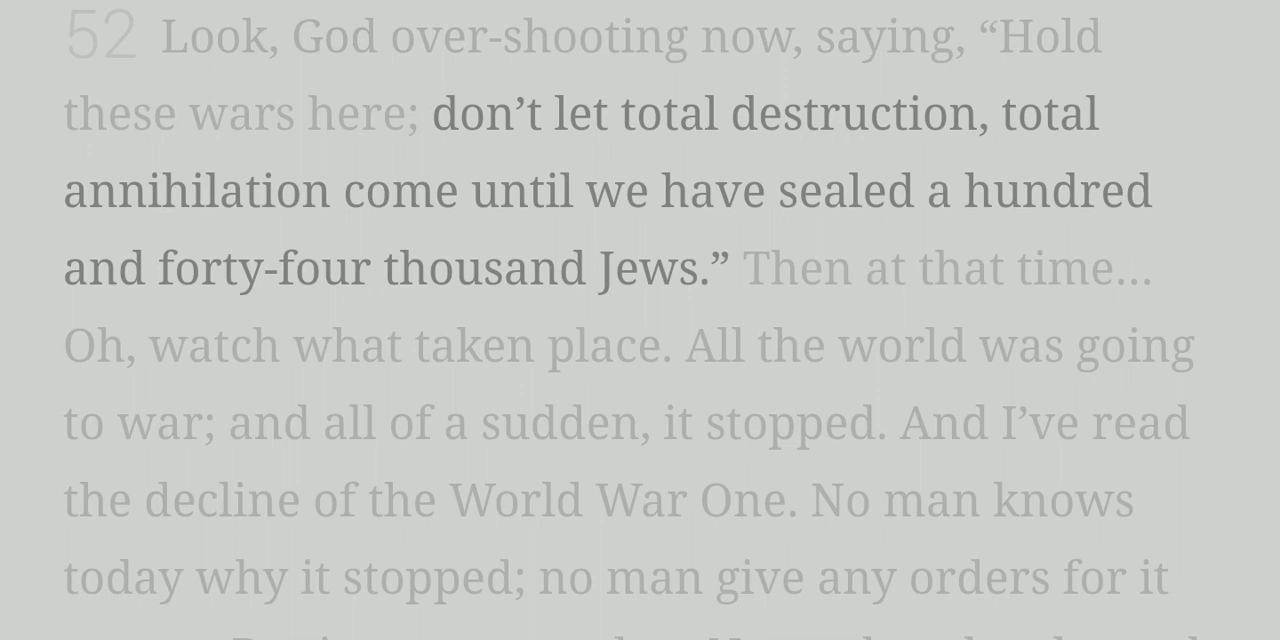 52 Look, God over-shooting now, saying, “Hold
these wars here; don’t let total destruction, total
annihilation come until we have sealed a hundred
and forty-four thousand Jews.” Then at that time…
Oh, watch what taken place. All the world was going
to war; and all of a sudden, it stopped. And I’ve read
the decline of the World War One. No man knows
today why it stopped; no man give any orders for it